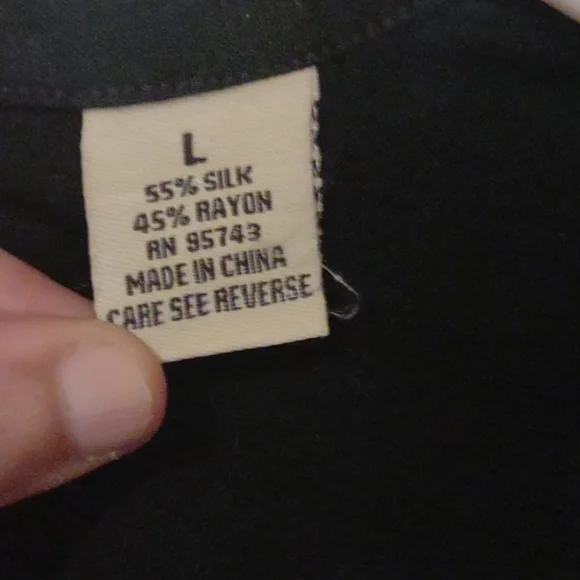 L
55% SILK
45% RAYON
RN 95743
MADE IN CHINA
CARE SEE REVERSE